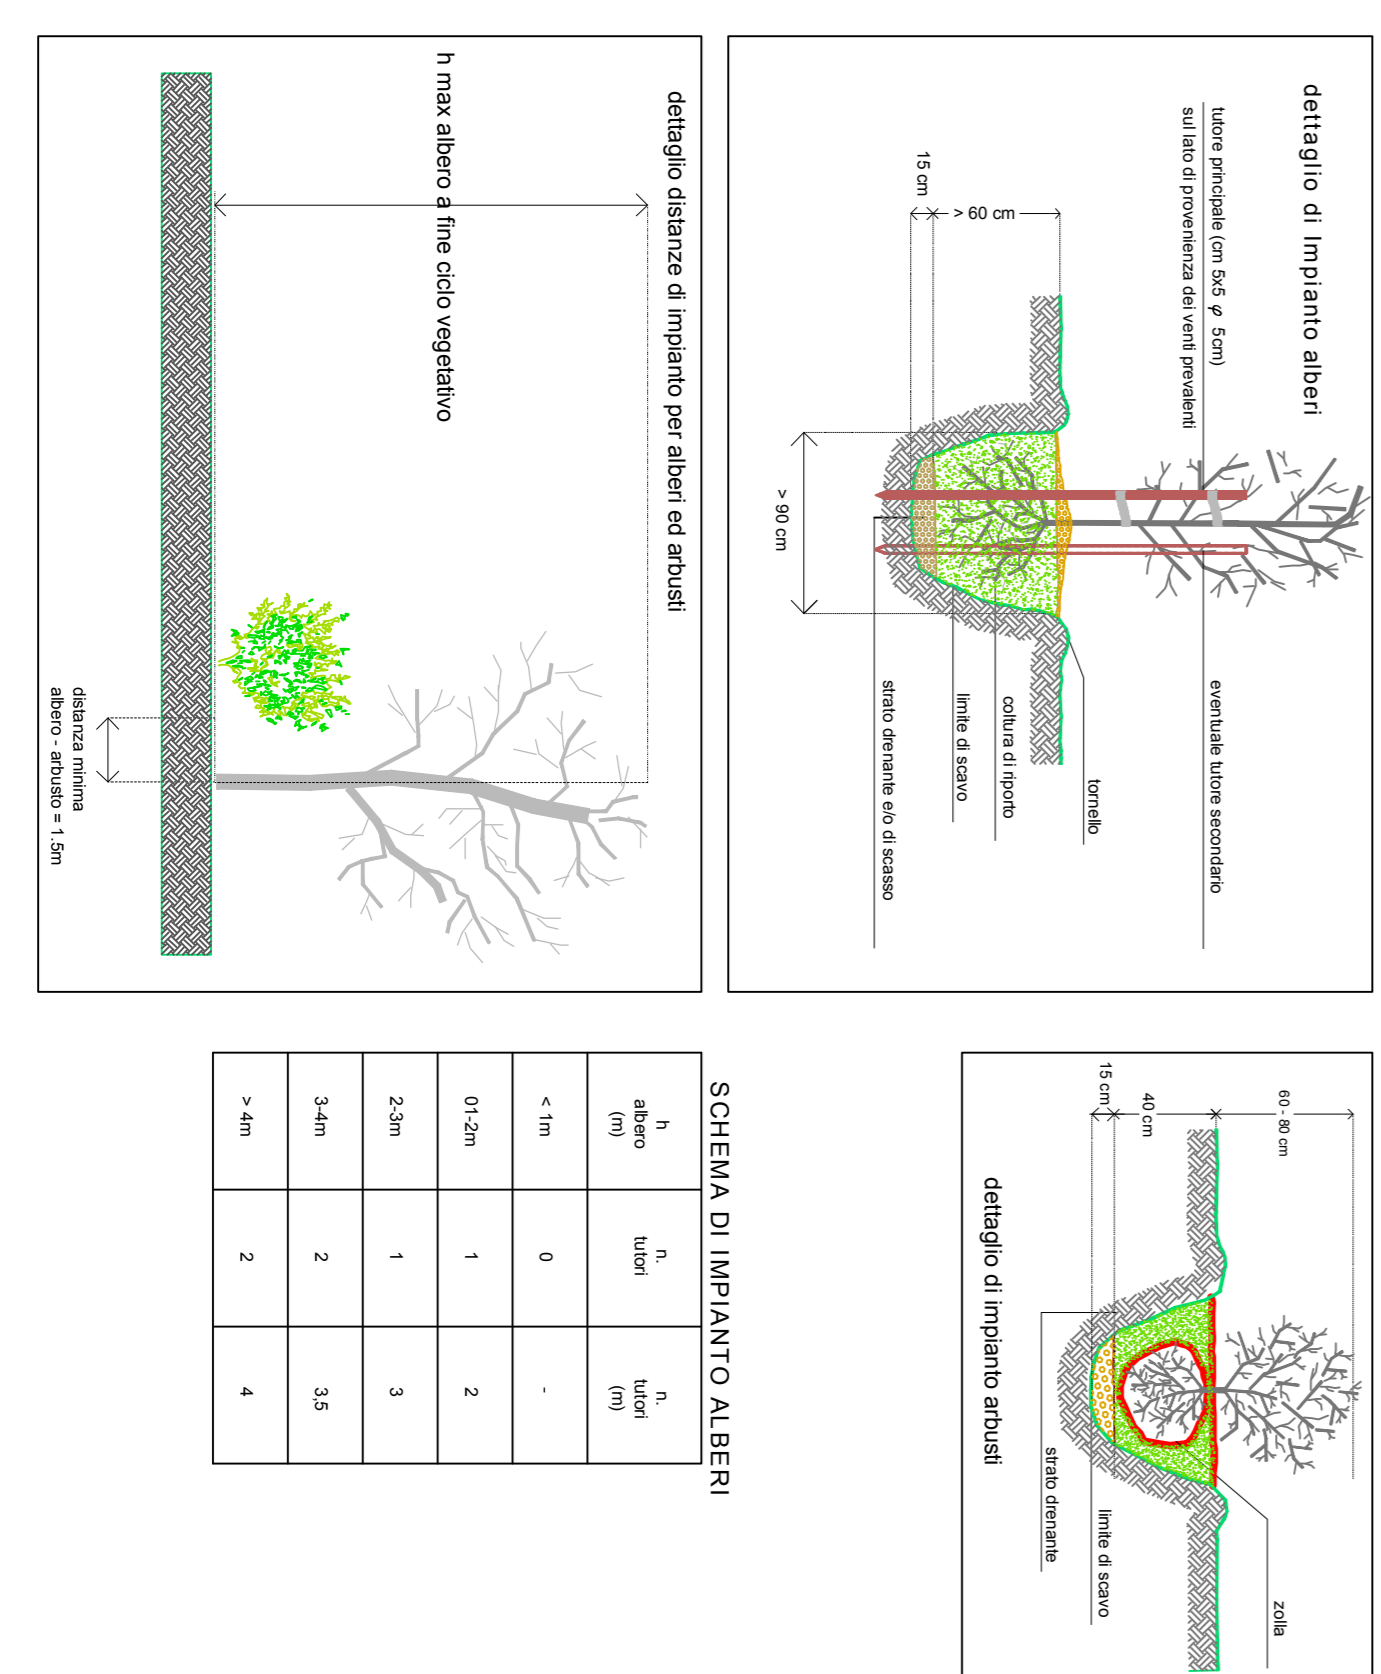 dettaglio di Impianto alberi
tutore principale (cm 5x5 φ 5cm)
sul lato di provenienza dei venti prevalenti
eventuale tutore secondario
15 cm
> 60 cm
> 90 cm
tornello
coltura di riporto
limite di scavo
strato drenante e/o di scasso
dettaglio distanze di impianto per alberi ed arbusti
h max albero a fine ciclo vegetativo
distanza minima
albero - arbusto = 1.5m
60 - 80 cm
40 cm
15 cm
zolla
limite di scavo
strato drenante
dettaglio di impianto arbusti
SCHEMA DI IMPIANTO ALBERI
h
albero
(m)
n.
tutori
n.
tutori
(m)
< 1m
0
-
01-2m
1
2
2-3m
1
3
3-4m
2
3,5
> 4m
2
4